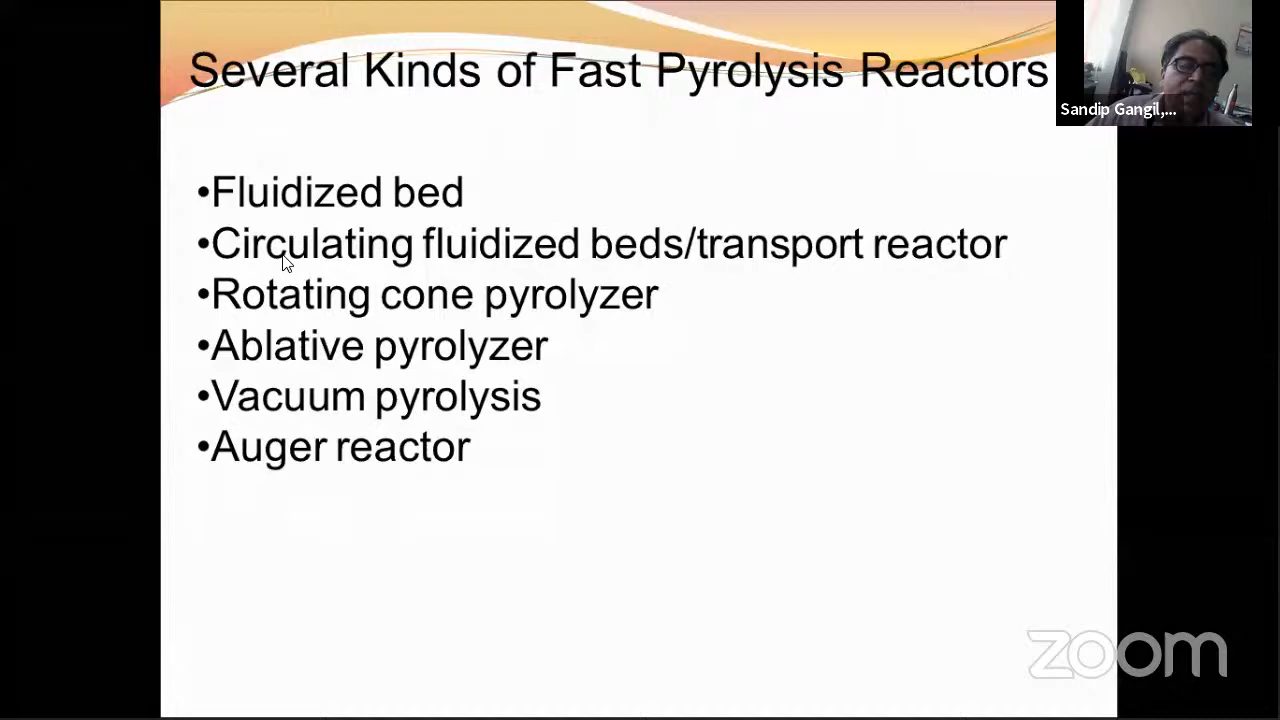 Several Kinds of Fast Pyrolysis Reactors
Sandip Gangil,...
•Fluidized bed
•Circulating fluidized beds/transport reactor
•Rotating cone pyrolyzer
•Ablative pyrolyzer
•Vacuum pyrolysis
•Auger reactor
zoom